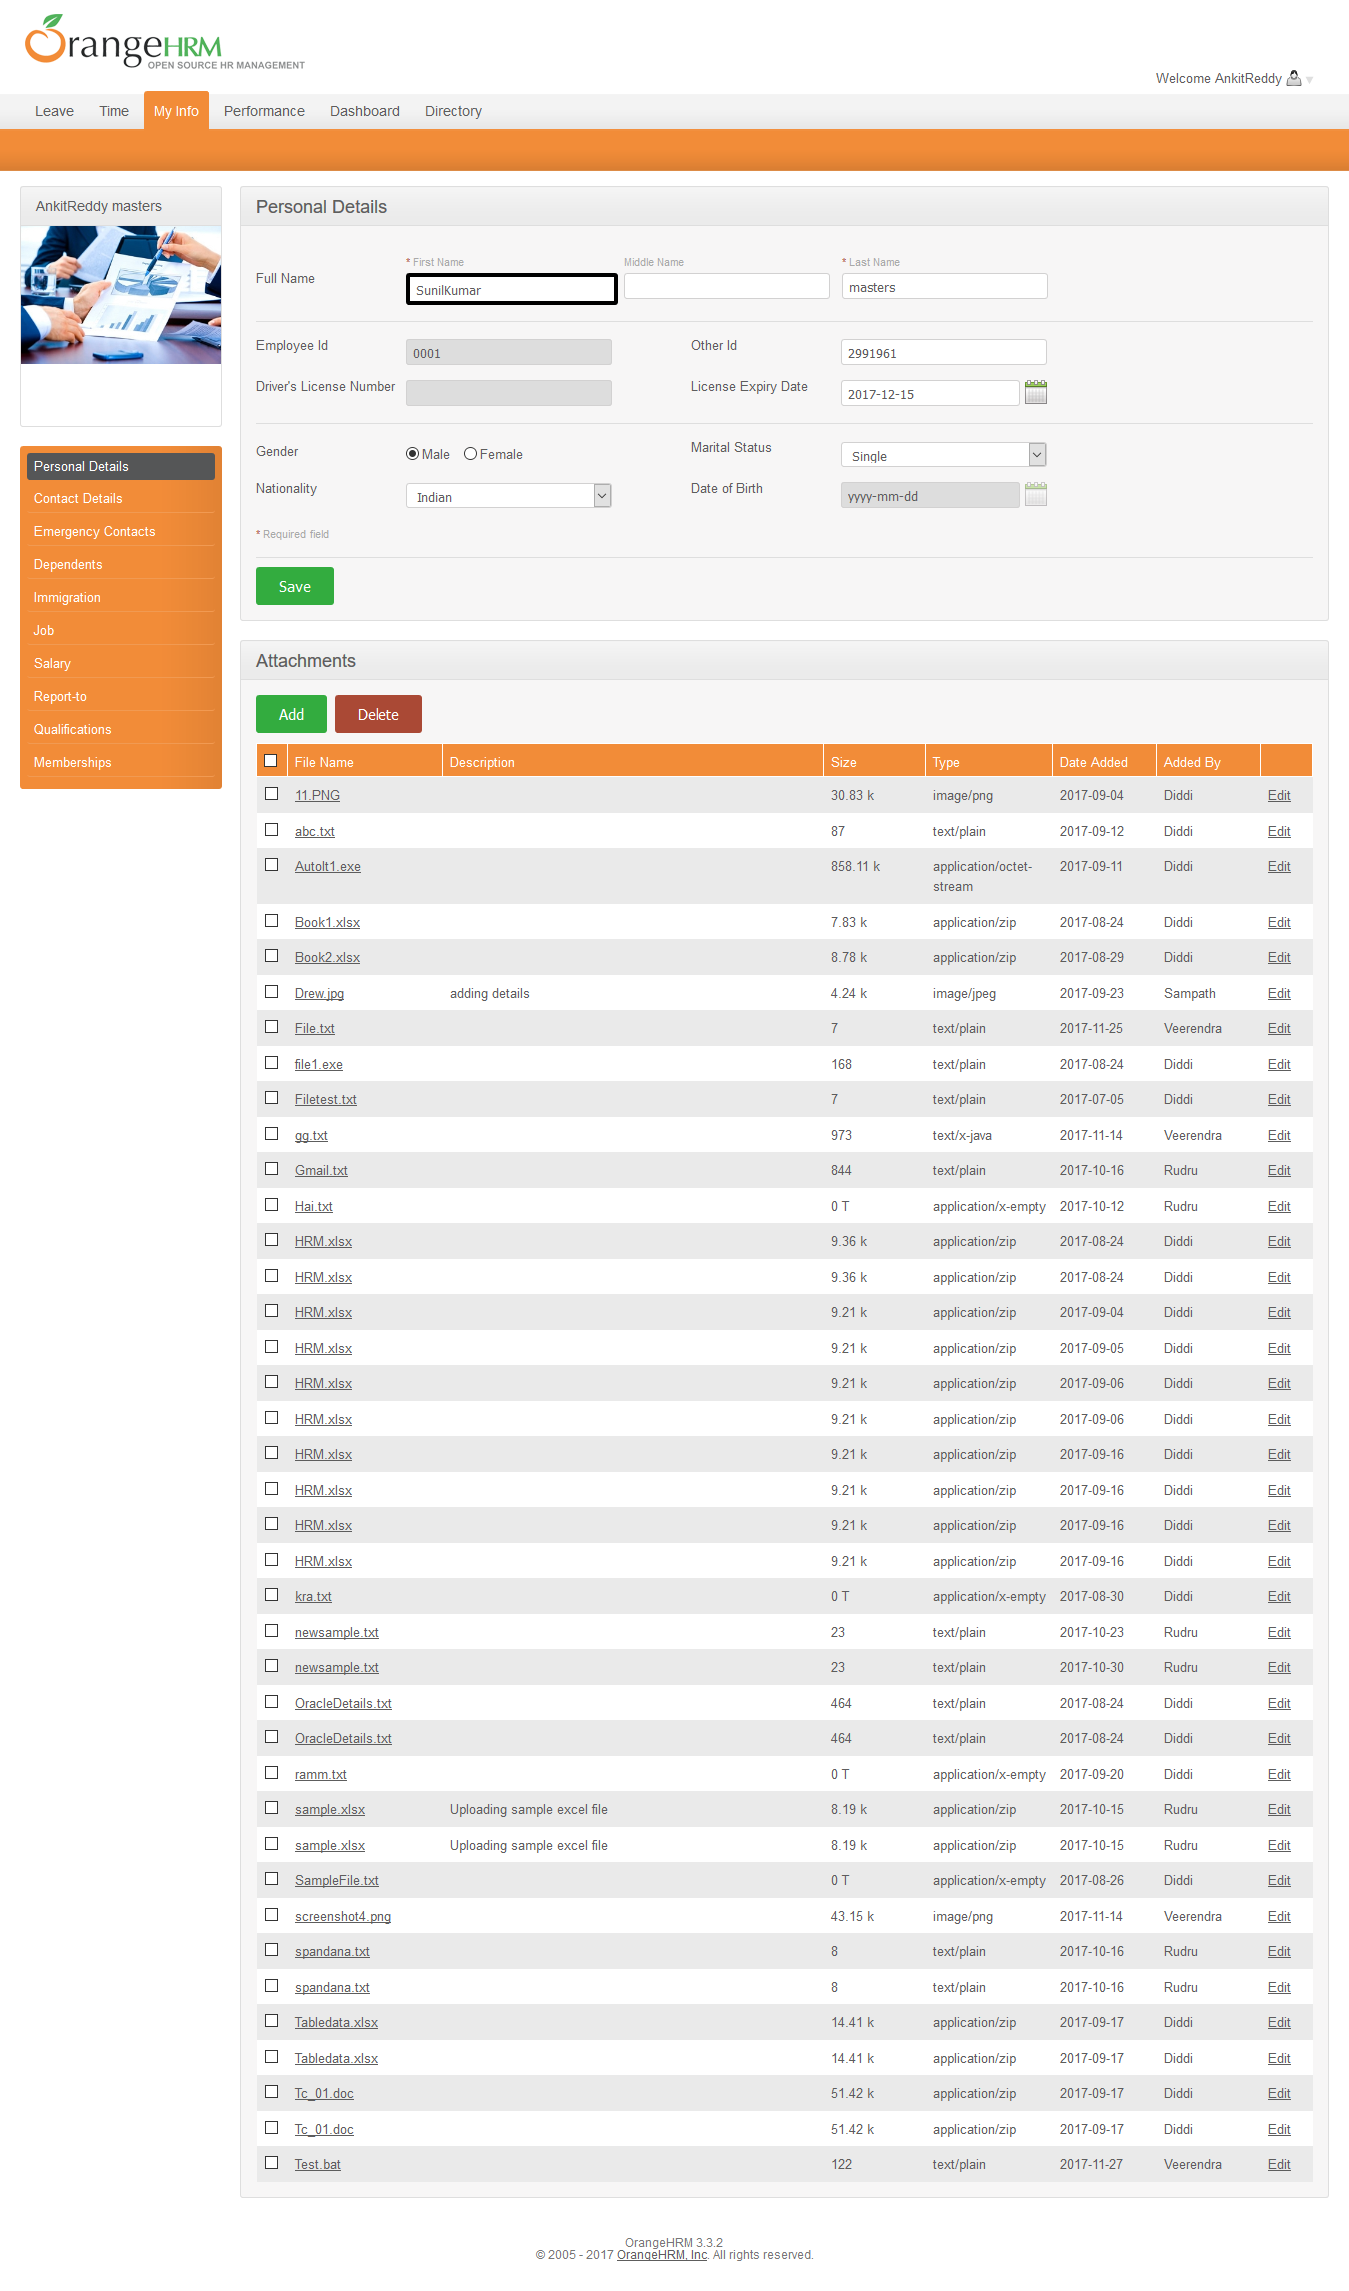 OrangeHRM
OPEN SOURCE HR MANAGEMENT
Welcome AnkitReddy
Leave Time My Info Performance Dashboard Directory
AnkitReddy masters
Personal Details
Contact Details
Emergency Contacts
Dependents
Immigration
Job
Salary
Report-to
Qualifications
Memberships
Personal Details
* First Name Middle Name * Last Name
Full Name SunilKumar masters
Employee Id 0001 Other Id 2991961
Driver's License Number License Expiry Date 2017-12-15
Gender Male Female Marital Status Single
Nationality Indian Date of Birth yyyy-mm-dd
* Required field
Save
Attachments
Add Delete
File Name Description Size Type Date Added Added By
11.PNG 30.83 k image/png 2017-09-04 Diddi Edit
abc.txt 87 text/plain 2017-09-12 Diddi Edit
AutoIt1.exe 858.11 k application/octet- 2017-09-11 Diddi Edit
stream
Book1.xlsx 7.83 k application/zip 2017-08-24 Diddi Edit
Book2.xlsx 8.78 k application/zip 2017-08-29 Diddi Edit
Drew.jpg adding details 4.24 k image/jpeg 2017-09-23 Sampath Edit
File.txt 7 text/plain 2017-11-25 Veerendra Edit
file1.exe 168 text/plain 2017-08-24 Diddi Edit
Filetest.txt 7 text/plain 2017-07-05 Diddi Edit
gg.txt 973 text/x-java 2017-11-14 Veerendra Edit
Gmail.txt 844 text/plain 2017-10-16 Rudru Edit
Hai.txt 0 T application/x-empty 2017-10-12 Rudru Edit
HRM.xlsx 9.36 k application/zip 2017-08-24 Diddi Edit
HRM.xlsx 9.36 k application/zip 2017-08-24 Diddi Edit
HRM.xlsx 9.21 k application/zip 2017-09-04 Diddi Edit
HRM.xlsx 9.21 k application/zip 2017-09-05 Diddi Edit
HRM.xlsx 9.21 k application/zip 2017-09-06 Diddi Edit
HRM.xlsx 9.21 k application/zip 2017-09-06 Diddi Edit
HRM.xlsx 9.21 k application/zip 2017-09-16 Diddi Edit
HRM.xlsx 9.21 k application/zip 2017-09-16 Diddi Edit
HRM.xlsx 9.21 k application/zip 2017-09-16 Diddi Edit
HRM.xlsx 9.21 k application/zip 2017-09-16 Diddi Edit
kra.txt 0 T application/x-empty 2017-08-30 Diddi Edit
newsample.txt 23 text/plain 2017-10-23 Rudru Edit
newsample.txt 23 text/plain 2017-10-30 Rudru Edit
OracleDetails.txt 464 text/plain 2017-08-24 Diddi Edit
OracleDetails.txt 464 text/plain 2017-08-24 Diddi Edit
ramm.txt 0 T application/x-empty 2017-09-20 Diddi Edit
sample.xlsx Uploading sample excel file 8.19 k application/zip 2017-10-15 Rudru Edit
sample.xlsx Uploading sample excel file 8.19 k application/zip 2017-10-15 Rudru Edit
SampleFile.txt 0 T application/x-empty 2017-08-26 Diddi Edit
screenshot4.png 43.15 k image/png 2017-11-14 Veerendra Edit
spandana.txt 8 text/plain 2017-10-16 Rudru Edit
spandana.txt 8 text/plain 2017-10-16 Rudru Edit
Tabledata.xlsx 14.41 k application/zip 2017-09-17 Diddi Edit
Tabledata.xlsx 14.41 k application/zip 2017-09-17 Diddi Edit
Tc_01.doc 51.42 k application/zip 2017-09-17 Diddi Edit
Tc_01.doc 51.42 k application/zip 2017-09-17 Diddi Edit
Test.bat 122 text/plain 2017-11-27 Veerendra Edit
OrangeHRM 3.3.2
© 2005 - 2017 OrangeHRM, Inc. All rights reserved.